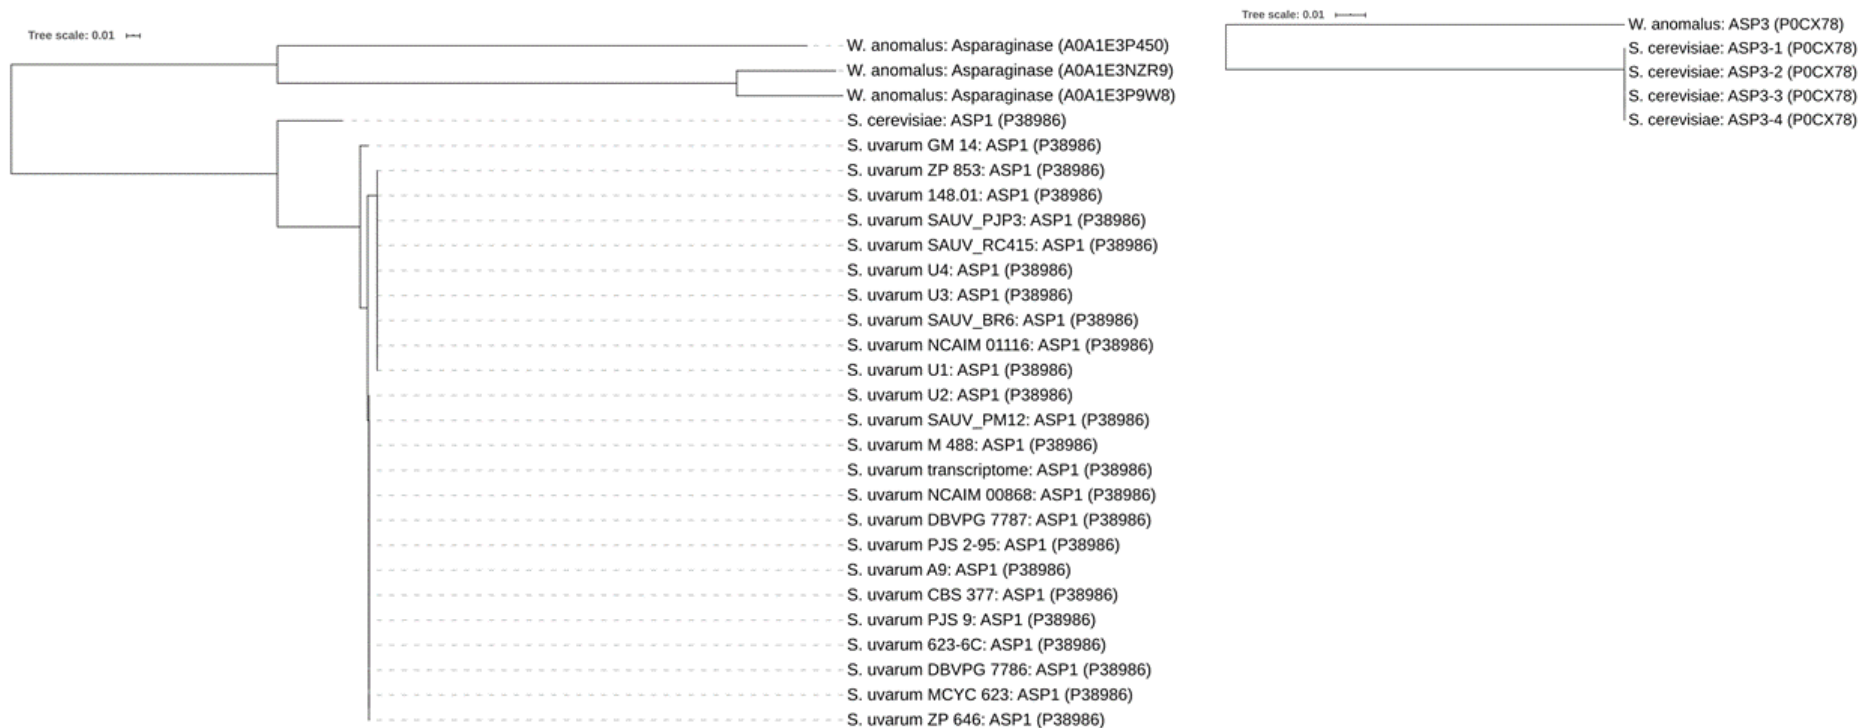 Tree scale: 0.01
W. anomalus: Asparaginase (A0A1E3P450)
W. anomalus: Asparaginase (A0A1E3NZR9)
W. anomalus: Asparaginase (A0A1E3P9W8)
S. cerevisiae: ASP1 (P38986)
S. uvarum GM 14: ASP1 (P38986)
S. uvarum ZP 853: ASP1 (P38986)
S. uvarum 148.01: ASP1 (P38986)
S. uvarum SAUV_PJP3: ASP1 (P38986)
S. uvarum SAUV_RC415: ASP1 (P38986)
S. uvarum U4: ASP1 (P38986)
S. uvarum U3: ASP1 (P38986)
S. uvarum SAUV_BR6: ASP1 (P38986)
S. uvarum NCAIM 01116: ASP1 (P38986)
S. uvarum U1: ASP1 (P38986)
S. uvarum U2: ASP1 (P38986)
S. uvarum SAUV_PM12: ASP1 (P38986)
S. uvarum M 488: ASP1 (P38986)
S. uvarum transcriptome: ASP1 (P38986)
S. uvarum NCAIM 00868: ASP1 (P38986)
S. uvarum DBVPG 7787: ASP1 (P38986)
S. uvarum PJS 2-95: ASP1 (P38986)
S. uvarum A9: ASP1 (P38986)
S. uvarum CBS 377: ASP1 (P38986)
S. uvarum PJS 9: ASP1 (P38986)
S. uvarum 623-6C: ASP1 (P38986)
S. uvarum DBVPG 7786: ASP1 (P38986)
S. uvarum MCYC 623: ASP1 (P38986)
S. uvarum ZP 646: ASP1 (P38986)
Tree scale: 0.01
W. anomalus: ASP3 (P0CX78)
S. cerevisiae: ASP3-1 (P0CX78)
S. cerevisiae: ASP3-2 (P0CX78)
S. cerevisiae: ASP3-3 (P0CX78)
S. cerevisiae: ASP3-4 (P0CX78)